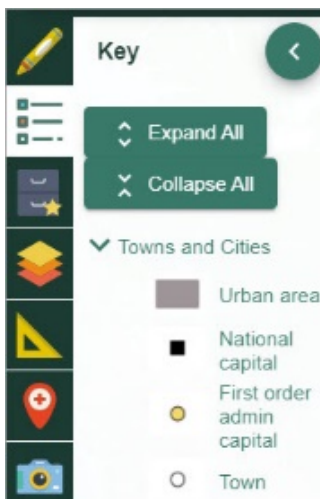 Key
Expand All
Collapse All
Towns and Cities
Urban area
National
capital
First order
admin
capital
Town